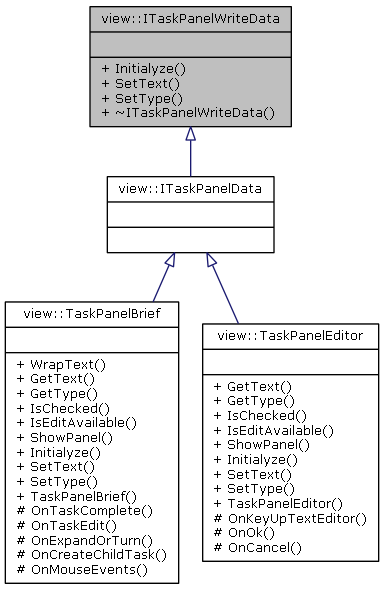 view::ITaskPanelWriteData
+ Initialyze()
+ SetText()
+ SetType()
+ ~ITaskPanelWriteData()
view::ITaskPanelData
view::TaskPanelBrief
+ WrapText()
+ GetText()
+ GetType()
+ IsChecked()
+ IsEditAvailable()
+ ShowPanel()
+ Initialyze()
+ SetText()
+ SetType()
+ TaskPanelBrief()
# OnTaskComplete()
# OnTaskEdit()
# OnExpandOrTurn()
# OnCreateChildTask()
# OnMouseEvents()
view::TaskPanelEditor
+ GetText()
+ GetType()
+ IsChecked()
+ IsEditAvailable()
+ ShowPanel()
+ Initialyze()
+ SetText()
+ SetType()
+ TaskPanelEditor()
# OnKeyUpTextEditor()
# OnOk()
# OnCancel()